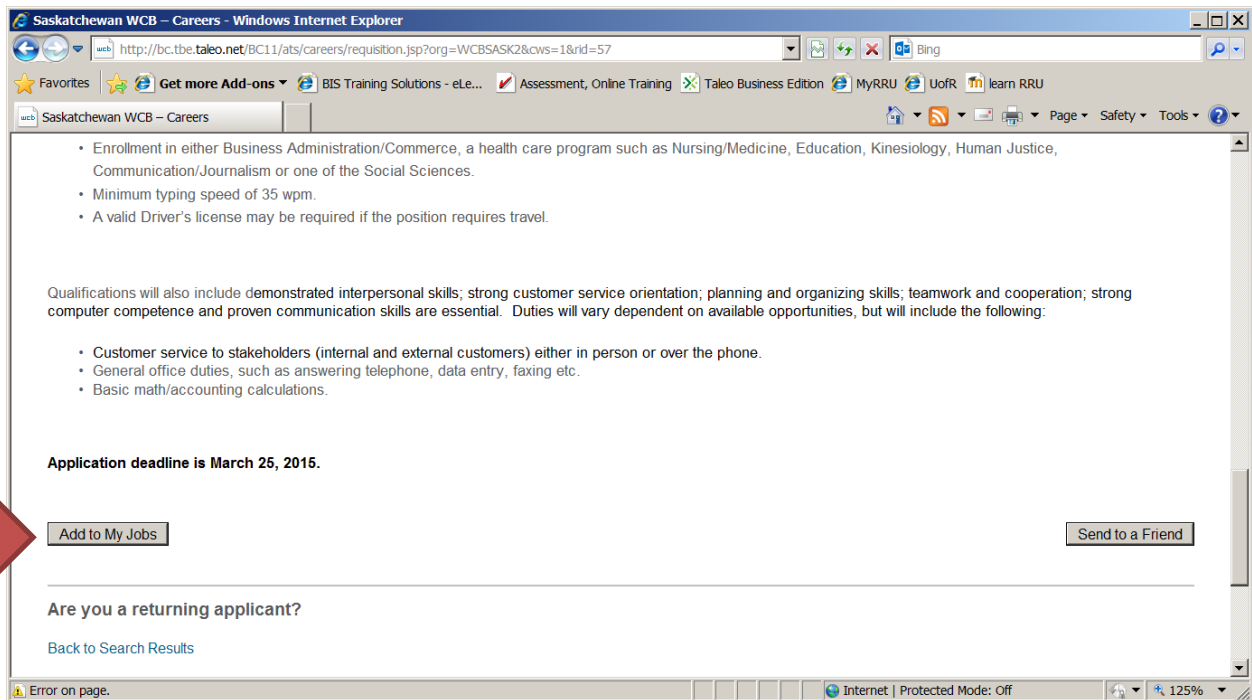 Saskatchewan WCB – Careers - Windows Internet Explorer
wcb http://bc.tbe.taleo.net/BC11/ats/careers/requisition.jsp?org=WCBSASK2&cws=1&rid=57 Bing
Favorites Get more Add-ons BIS Training Solutions - eLe... Assessment, Online Training Taleo Business Edition MyRRU UofR learn RRU
wcb Saskatchewan WCB – Careers Page Safety Tools
• Enrollment in either Business Administration/Commerce, a health care program such as Nursing/Medicine, Education, Kinesiology, Human Justice,
Communication/Journalism or one of the Social Sciences.
• Minimum typing speed of 35 wpm.
• A valid Driver's license may be required if the position requires travel.
Qualifications will also include demonstrated interpersonal skills; strong customer service orientation; planning and organizing skills; teamwork and cooperation; strong
computer competence and proven communication skills are essential. Duties will vary dependent on available opportunities, but will include the following:
• Customer service to stakeholders (internal and external customers) either in person or over the phone.
• General office duties, such as answering telephone, data entry, faxing etc.
• Basic math/accounting calculations.
Application deadline is March 25, 2015.
Add to My Jobs Send to a Friend
Are you a returning applicant?
Back to Search Results
Error on page. Internet | Protected Mode: Off 125%